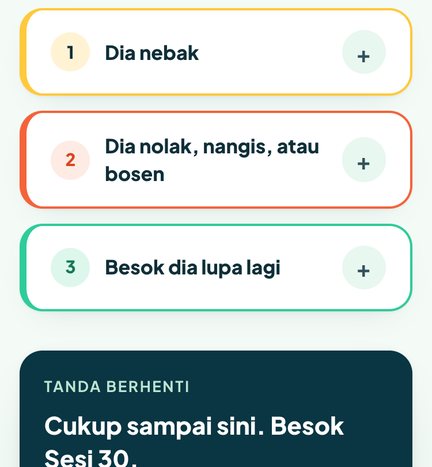 1
Dia nebak
+
2
Dia nolak, nangis, atau
bosen
+
3
Besok dia lupa lagi
+
TANDA BERHENTI
Cukup sampai sini. Besok
Sesi 30.